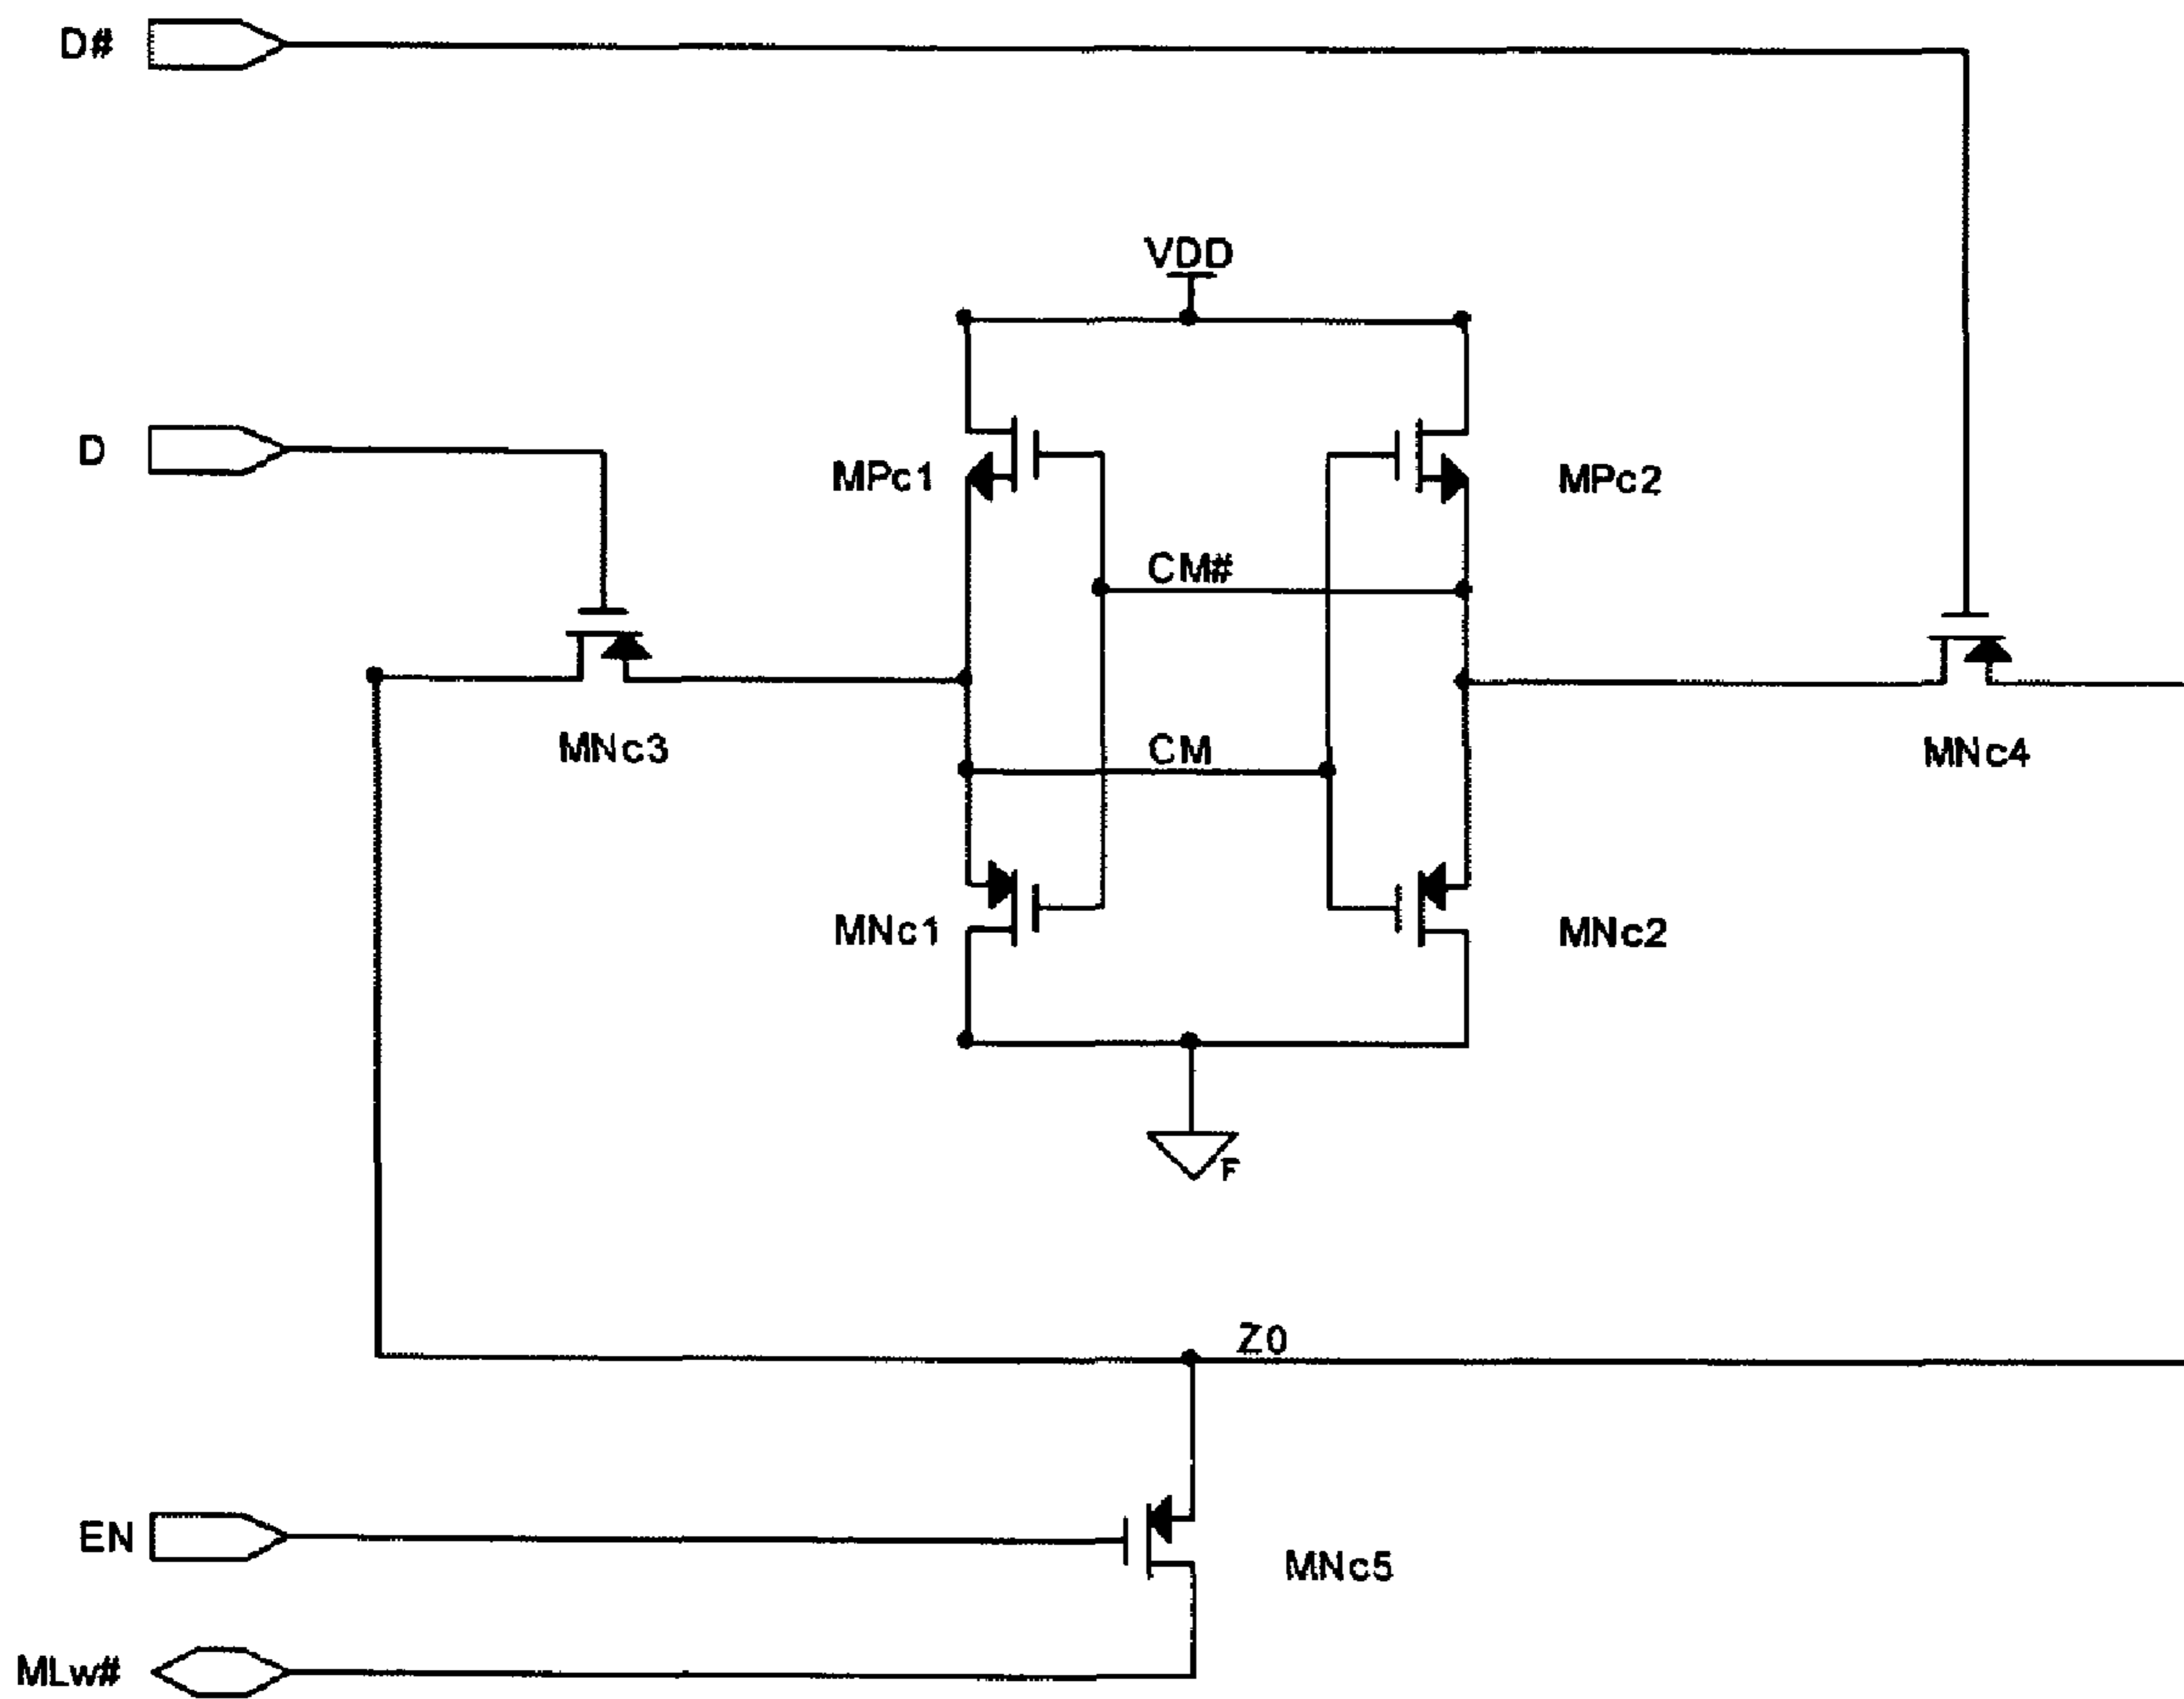 D#
VDD
D
MPc1
MPc2
CM#
MNc3
CM
MNc4
MNc1
MNc2
F
Z0
EN
MNc5
MLw#